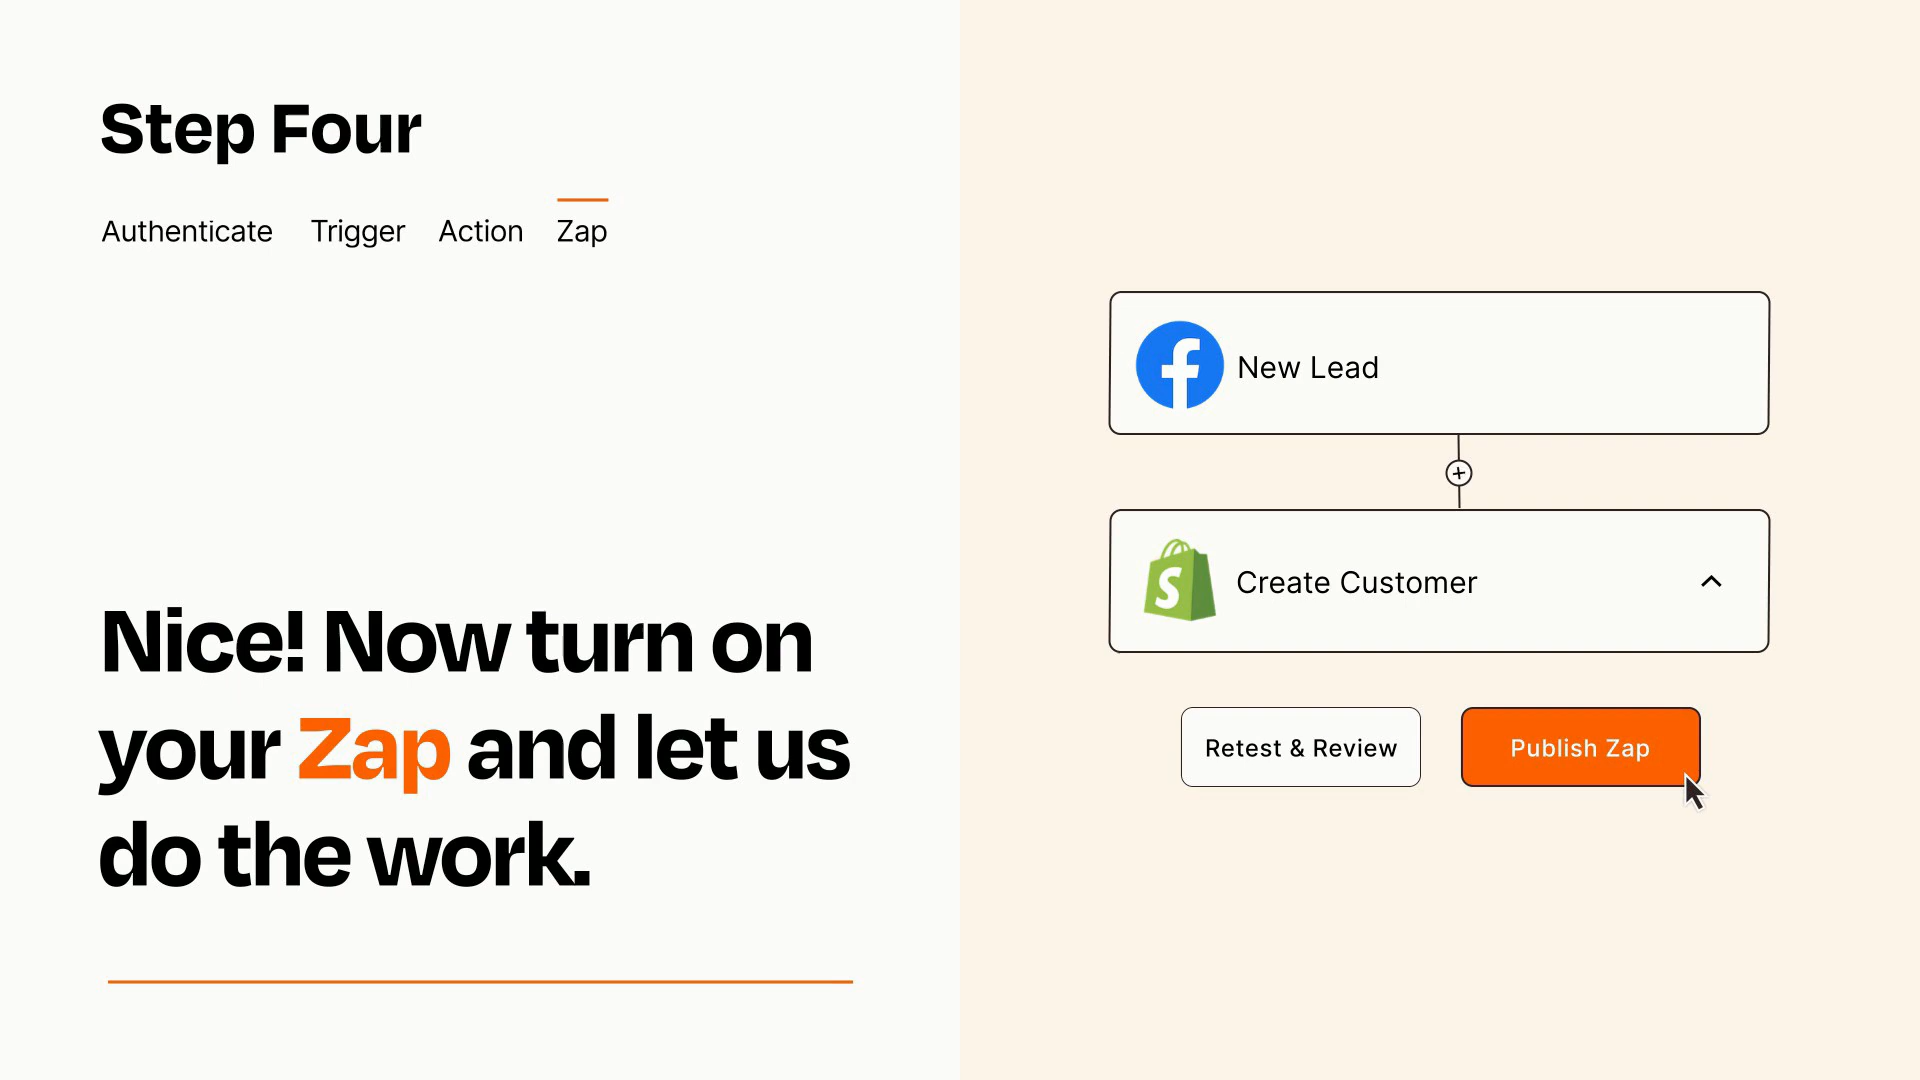 Step Four
Authenticate Trigger Action Zap
Nice! Now turn on
your Zap and let us
do the work.
New Lead
Create Customer
Retest & Review
Publish Zap